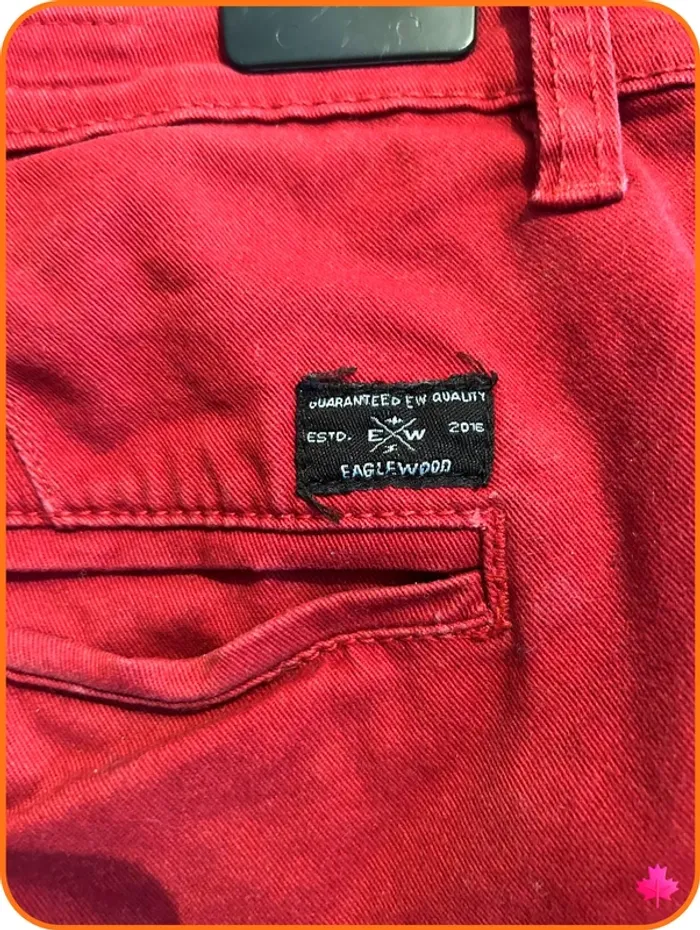 GUARANTEED EW QUALITY
ESTD. E W 2016
EAGLEWOOD